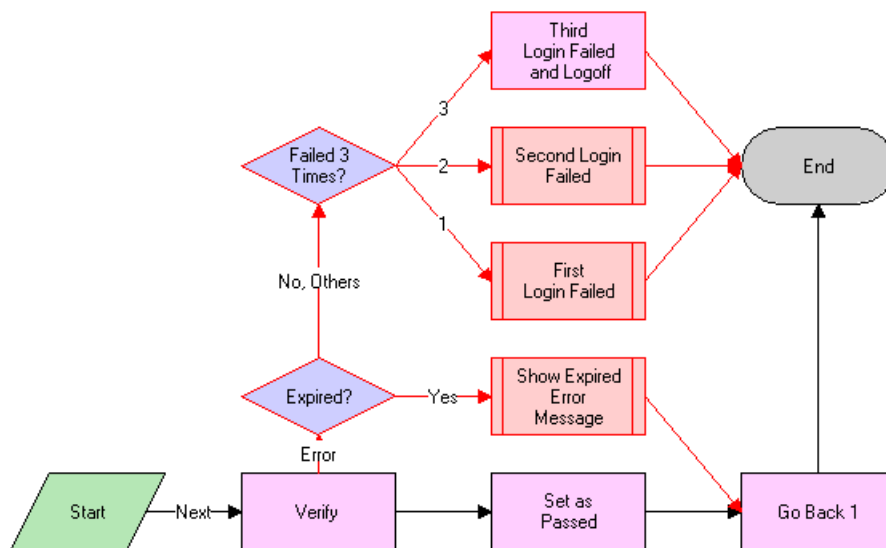 Third
Login Failed
and Logoff
3
Failed 3
Times?
2
Second Login
Failed
End
1
First
Login Failed
No, Others
Expired?
Yes
Show Expired
Error
Message
Error
Start
Next
Verify
Set as
Passed
Go Back 1